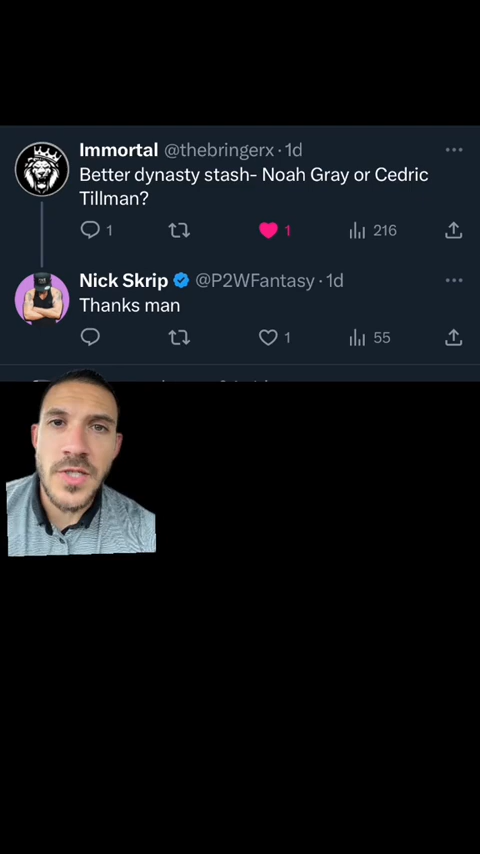 Immortal @thebringerx · 1d
Better dynasty stash- Noah Gray or Cedric
Tillman?
1
1
216
Nick Skrip @P2WFantasy · 1d
Thanks man
1
55